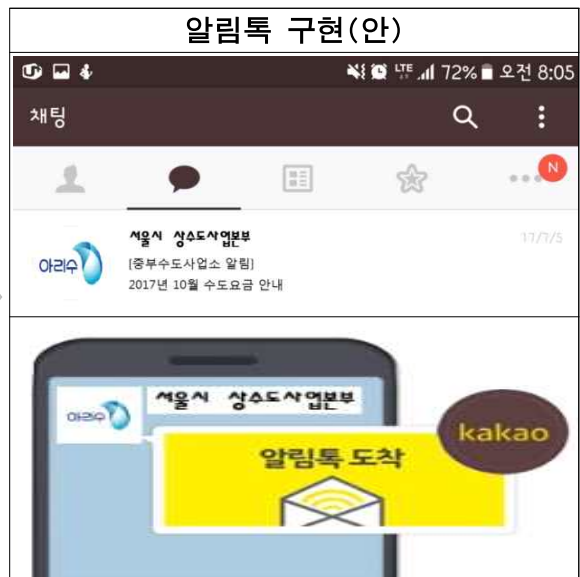 알림톡 구현(안)
LTE 72% 오전 8:05
채팅
N
서울시 상수도사업본부
17/7/5
아리수
[중부수도사업소 알림]
2017년 10월 수도요금 안내
아리수
서울시 상수도사업본부
kakao
알림톡 도착